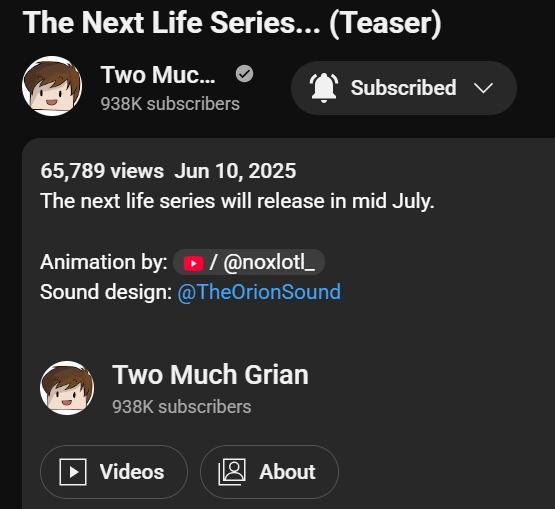 The Next Life Series... (Teaser)
Two Muc...
938K subscribers
Subscribed
65,789 views Jun 10, 2025
The next life series will release in mid July.
Animation by: / @noxlotl_
Sound design: @TheOrionSound
Two Much Grian
938K subscribers
Videos
About